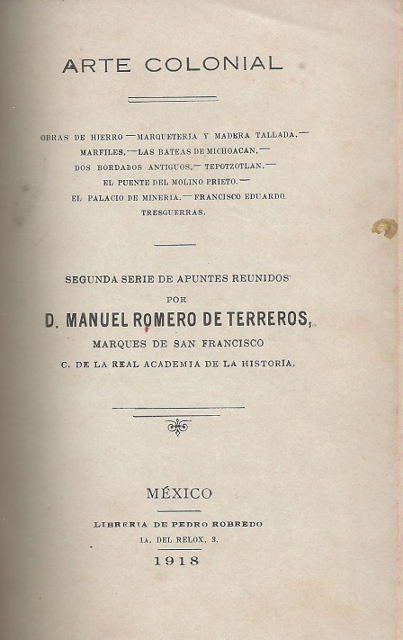 ARTE COLONIAL
OBRAS DE HIERRO—MARQUETERIA Y MADERA TALLADA.—
MARFILES.—LAS BATEAS DE MICHOACAN.—
DOS BORDADOS ANTIGUOS.—TEPOTZOTLAN.—
EL PUENTE DEL MOLINO PRIETO.—
EL PALACIO DE MINERIA.—FRANCISCO EDUARDO
TRESGUERRAS.
SEGUNDA SERIE DE APUNTES REUNIDOS
POR
D. MANUEL ROMERO DE TERREROS,
MARQUES DE SAN FRANCISCO
C. DE LA REAL ACADEMIA DE LA HISTORIA.
MÉXICO
LIBRERIA DE PEDRO ROBREDO
1A. DEL RELOX, 3.
1918